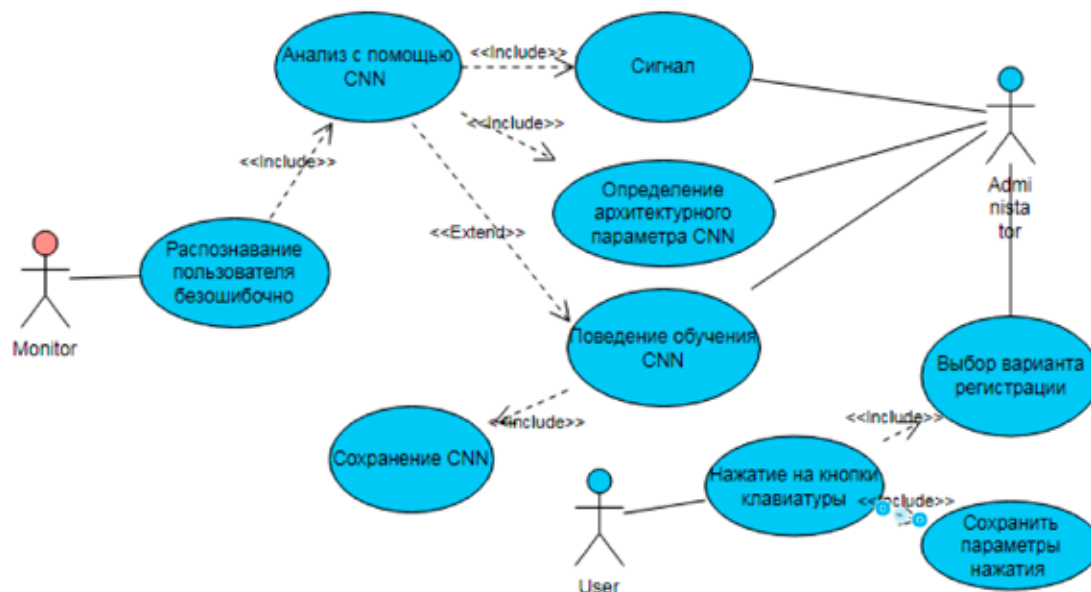 Анализ с помощью
CNN
<<Include>>
Сигнал
<<Include>>
<<Include>>
Определение
архитектурного
параметра CNN
Admi
nista
tor
Распознавание
пользователя
безошибочно
<<Extend>>
Monitor
Поведение обучения
CNN
Выбор варианта
регистрации
<<Include>>
<<Include>>
Сохранение CNN
Нажатие на кнопки
клавиатуры
<<Include>>
Сохранить
параметры
нажатия
User